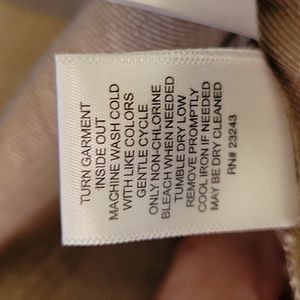 TURN GARMENT
INSIDE OUT
MACHINE WASH COLD
WITH LIKE COLORS
GENTLE CYCLE
ONLY NON-CHLORINE
BLEACH WHEN NEEDED
TUMBLE DRY LOW
REMOVE PROMPTLY
COOL IRON IF NEEDED
MAY BE DRY CLEANED
RN# 23243